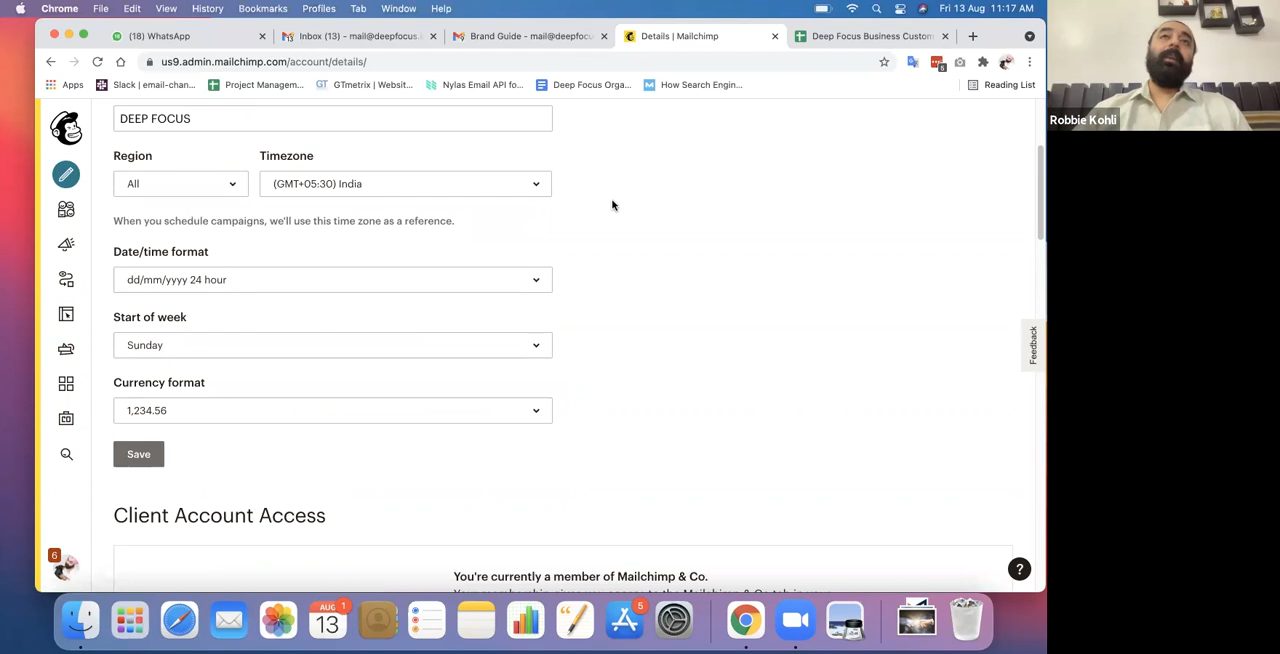 Chrome File Edit View History Bookmarks Profiles Tab Window Help Fri 13 Aug 11:17 AM
(18) WhatsApp Inbox (13) - mail@deepfocus. Brand Guide - mail@deepfocu Details | Mailchimp Deep Focus Business Custom
us9.admin.mailchimp.com/account/details/ 6
Apps Slack | email-chan... Project Managem... GT GTmetrix | Websit... Nylas Email API fo... Deep Focus Orga... How Search Engin... Reading List
DEEP FOCUS
Region Timezone
All (GMT+05:30) India
When you schedule campaigns, we'll use this time zone as a reference.
Date/time format
dd/mm/yyyy 24 hour
Start of week
Sunday
Feedback
Currency format
1,234.56
Save
Client Account Access
6
You're currently a member of Mailchimp & Co.
?
AUG 1
13
5
Robbie Kohli